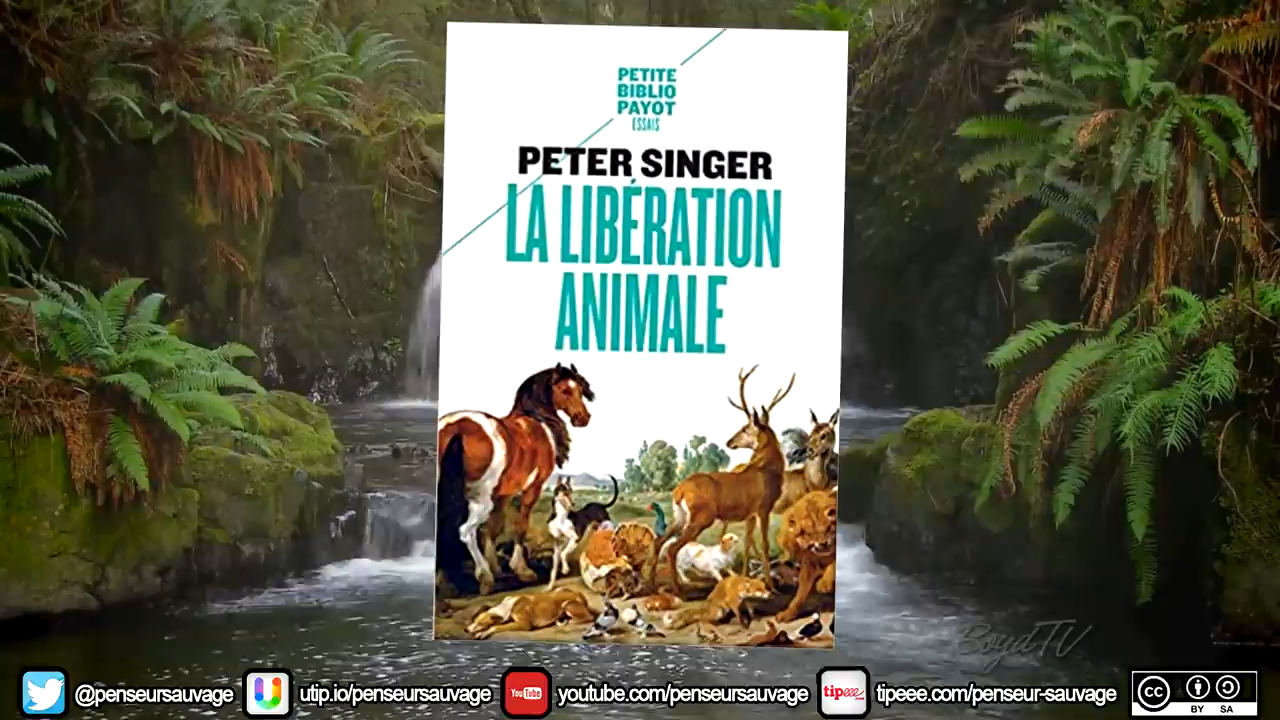 PETITE
BIBLIO
PAYOT
ESSAIS
PETER SINGER
LA LIBÉRATION
ANIMALE
BoydTV
@penseursauvage
utip.io/penseursauvage
YouTube
youtube.com/penseursauvage
tipeee
tipeee.com/penseur-sauvage
cc
BY SA